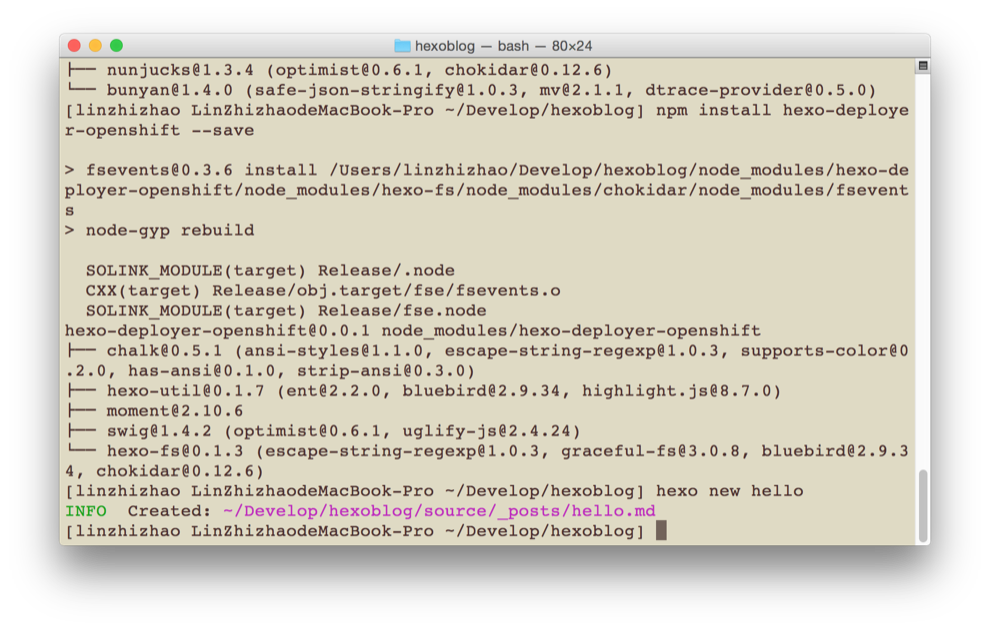 hexoblog — bash — 80×24
├── nunjucks@1.3.4 (optimist@0.6.1, chokidar@0.12.6)
└── bunyan@1.4.0 (safe-json-stringify@1.0.3, mv@2.1.1, dtrace-provider@0.5.0)
[linzhizhao LinZhizhaodeMacBook-Pro ~/Develop/hexoblog] npm install hexo-deploye
r-openshift --save
> fsevents@0.3.6 install /Users/linzhizhao/Develop/hexoblog/node_modules/hexo-de
ployer-openshift/node_modules/hexo-fs/node_modules/chokidar/node_modules/fsevent
s
> node-gyp rebuild
  SOLINK_MODULE(target) Release/.node
  CXX(target) Release/obj.target/fse/fsevents.o
  SOLINK_MODULE(target) Release/fse.node
hexo-deployer-openshift@0.0.1 node_modules/hexo-deployer-openshift
├── chalk@0.5.1 (ansi-styles@1.1.0, escape-string-regexp@1.0.3, supports-color@0
.2.0, has-ansi@0.1.0, strip-ansi@0.3.0)
├── hexo-util@0.1.7 (ent@2.2.0, bluebird@2.9.34, highlight.js@8.7.0)
├── moment@2.10.6
├── swig@1.4.2 (optimist@0.6.1, uglify-js@2.4.24)
└── hexo-fs@0.1.3 (escape-string-regexp@1.0.3, graceful-fs@3.0.8, bluebird@2.9.3
4, chokidar@0.12.6)
[linzhizhao LinZhizhaodeMacBook-Pro ~/Develop/hexoblog] hexo new hello
INFO  Created: ~/Develop/hexoblog/source/_posts/hello.md
[linzhizhao LinZhizhaodeMacBook-Pro ~/Develop/hexoblog]